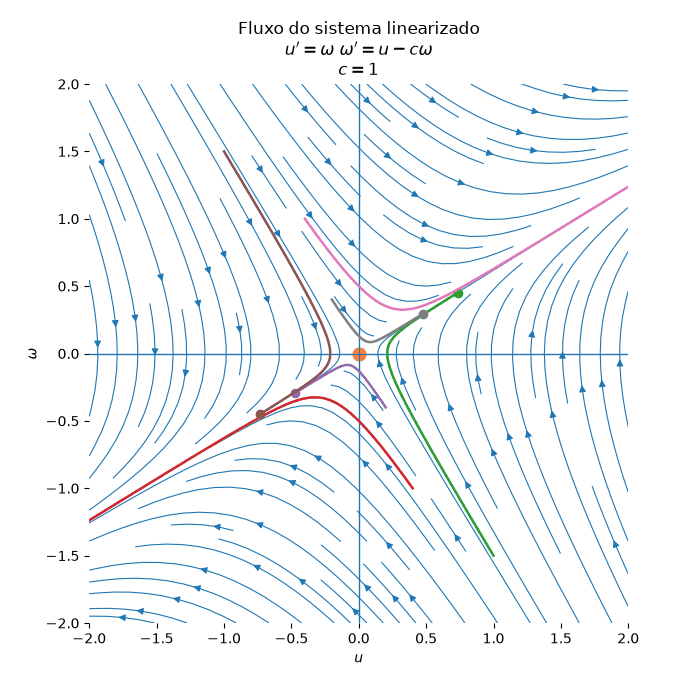 Fluxo do sistema linearizado
u′ = ω ω′ = u − cω
c = 1
2.0
1.5
1.0
0.5
0.0
−0.5
−1.0
−1.5
−2.0
ω
−2.0 −1.5 −1.0 −0.5 0.0 0.5 1.0 1.5 2.0
u